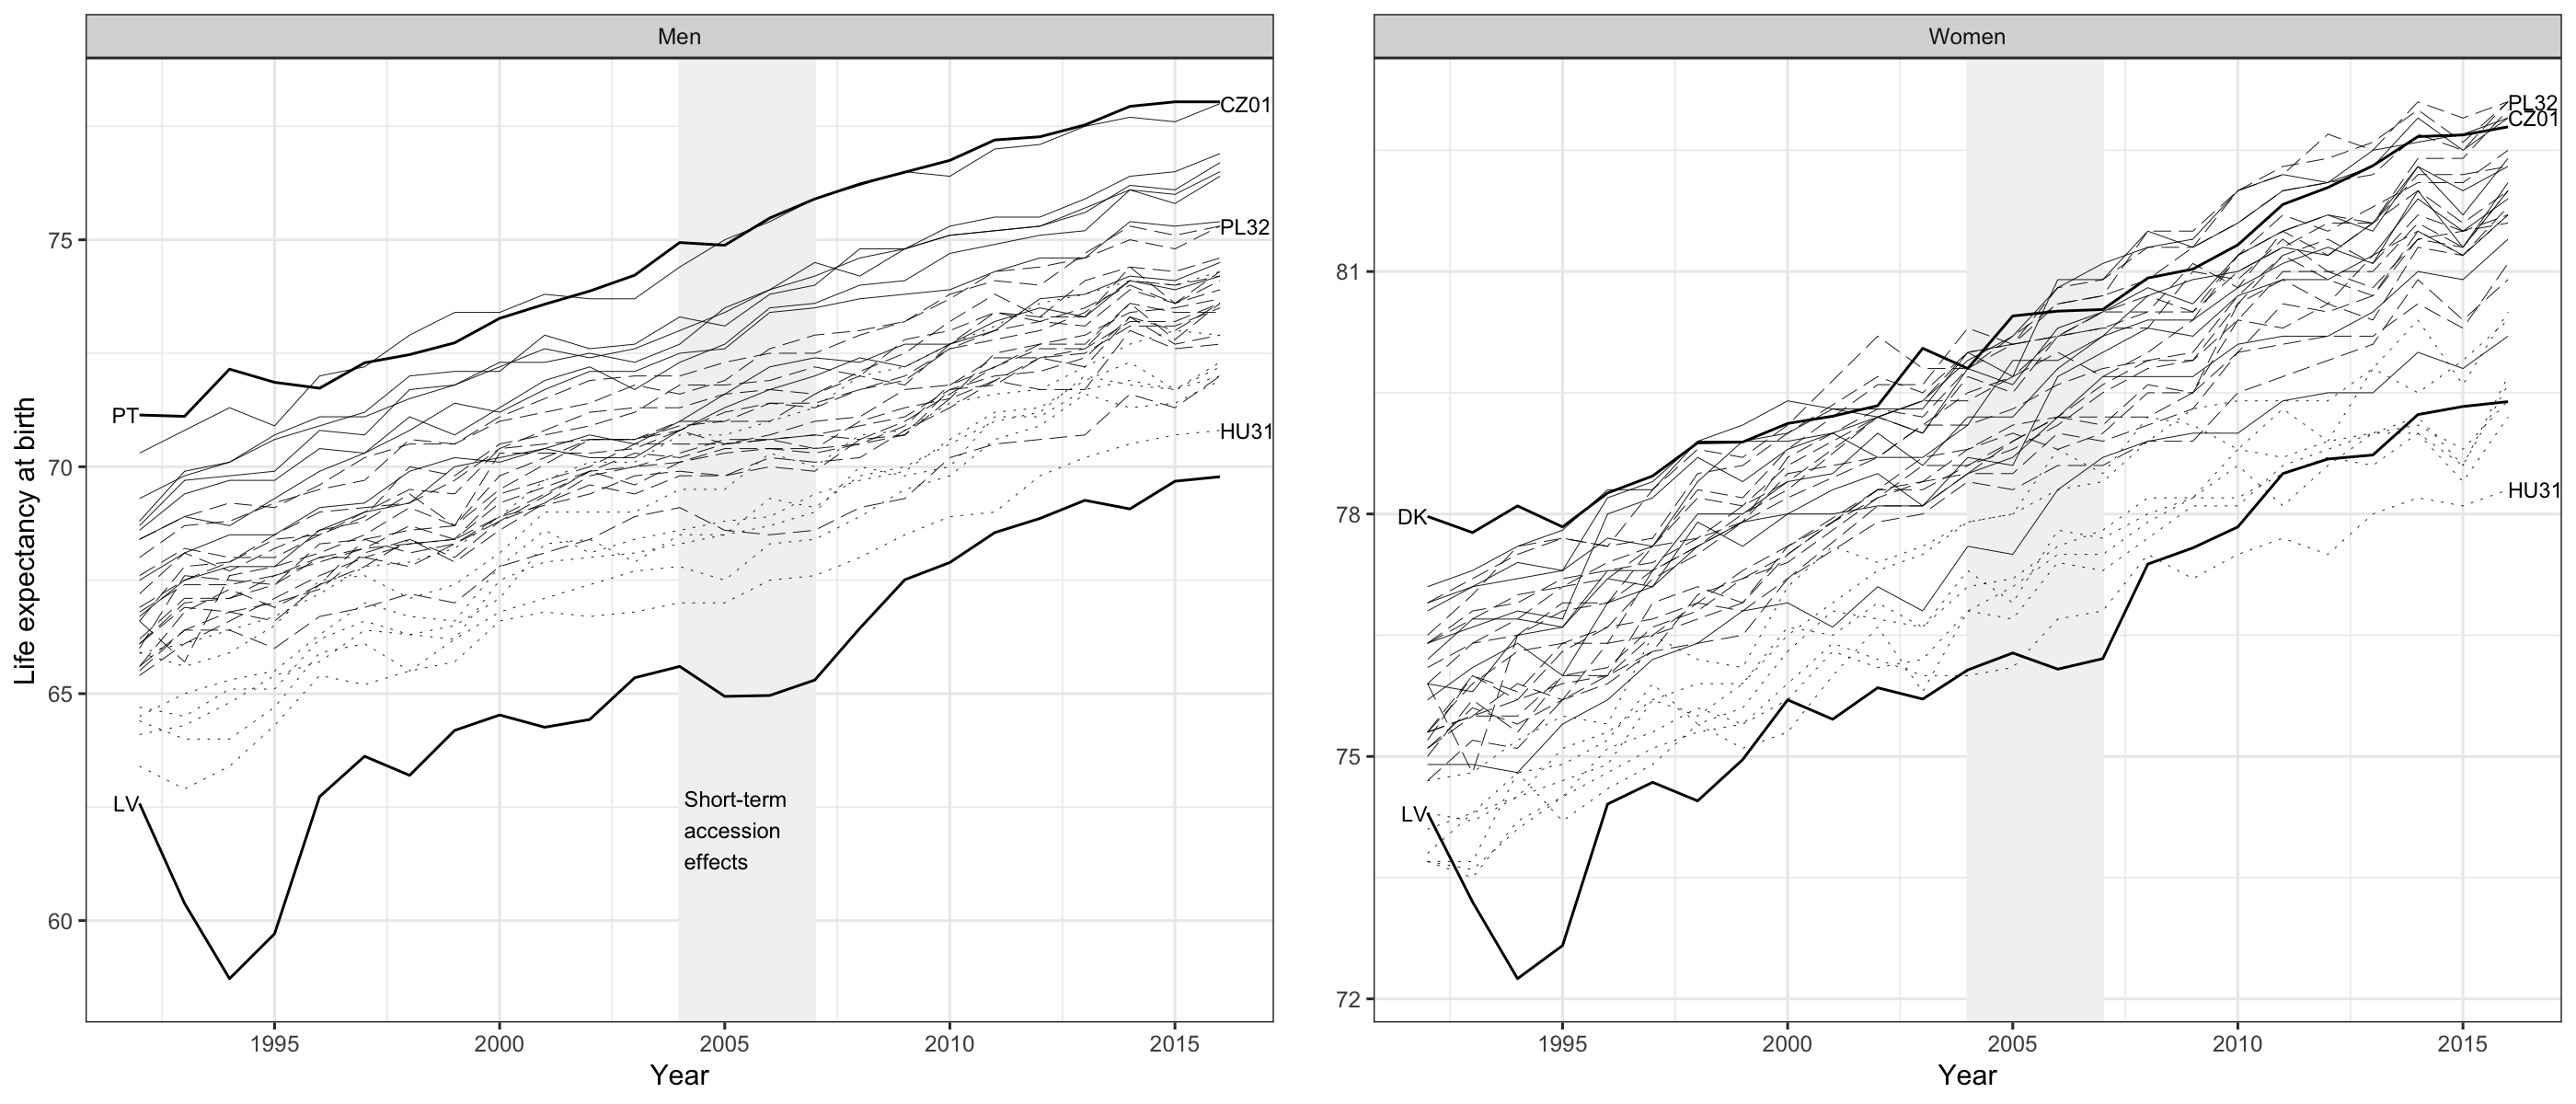 Men
Women
Life expectancy at birth
75
70
65
60
PT
LV
CZ01
PL32
HU31
Short-term
accession
effects
1995
2000
2005
2010
2015
Year
81
78
75
72
DK
LV
PL32
CZ01
HU31
1995
2000
2005
2010
2015
Year